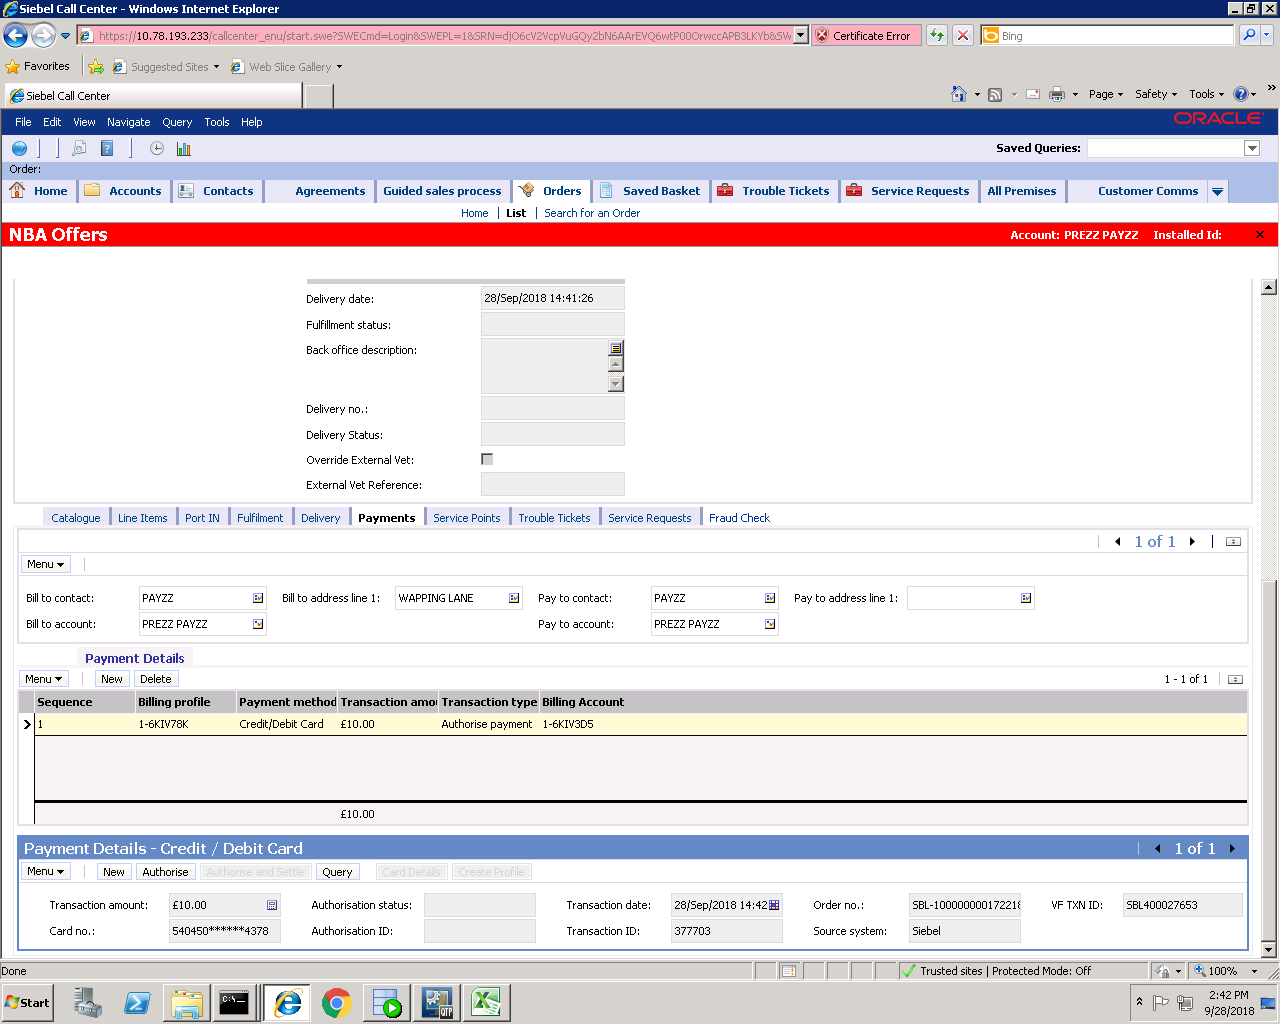 Siebel Call Center - Windows Internet Explorer
https://10.78.193.233/callcenter_enu/start.swe?SWECmd=Login&SWEPL=1&SRN=
Certificate Error
Bing
Favorites
Suggested Sites
Web Slice Gallery
Siebel Call Center
Page
Safety
Tools
»
File Edit View Navigate Query Tools Help
ORACLE
Saved Queries:
Order:
Home Accounts Contacts Agreements Guided sales process Orders Saved Basket Trouble Tickets Service Requests All Premises Customer Comms
Home | List | Search for an Order
NBA Offers
Account: PREZZ PAYZZ Installed Id:
Delivery date: 28/Sep/2018 14:41:26
Fulfillment status:
Back office description:
Delivery no.:
Delivery Status:
Override External Vet:
External Vet Reference:
Catalogue Line Items Port IN Fulfilment Delivery Payments Service Points Trouble Tickets Service Requests Fraud Check
1 of 1
Menu
Bill to contact: PAYZZ Bill to address line 1: WAPPING LANE Pay to contact: PAYZZ Pay to address line 1:
Bill to account: PREZZ PAYZZ Pay to account: PREZZ PAYZZ
Payment Details
Menu New Delete 1 - 1 of 1
Sequence Billing profile Payment method Transaction amou Transaction type Billing Account
1 1-6KIV78K Credit/Debit Card £10.00 Authorise payment 1-6KIV3D5
£10.00
Payment Details - Credit / Debit Card
1 of 1
Menu New Authorise Authorise and Settle Query Card Details Create Profile
Transaction amount: £10.00 Authorisation status: Transaction date: 28/Sep/2018 14:42 Order no.: SBL-100000000172218 VF TXN ID: SBL400027653
Card no.: 540450******4378 Authorisation ID: Transaction ID: 377703 Source system: Siebel
Done
Trusted sites | Protected Mode: Off
100%
Start
C:\
QTP
2:42 PM
9/28/2018